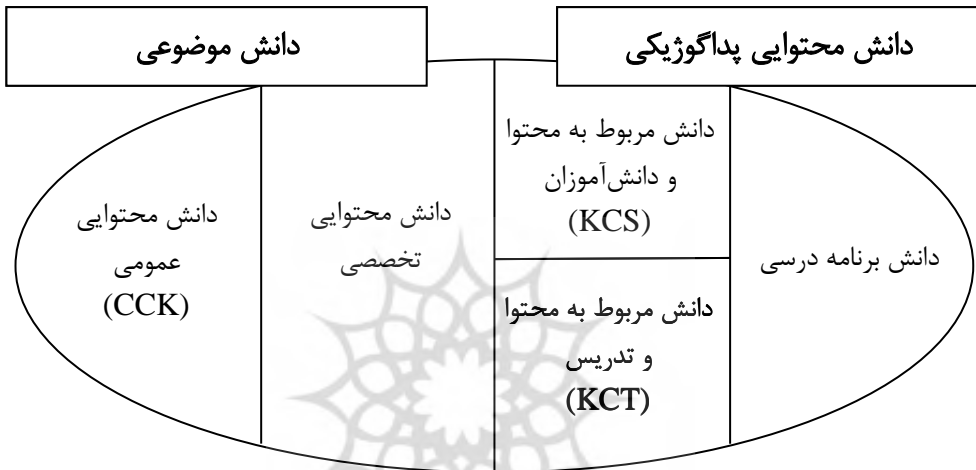 دانش محتوایی پداگوژیکی
دانش موضوعی
دانش مربوط به محتوا
و دانش‌آموزان
(KCS)
دانش برنامه درسی
دانش محتوایی
تخصصی
دانش محتوایی
عمومی
(CCK)
دانش مربوط به محتوا
و تدریس
(KCT)